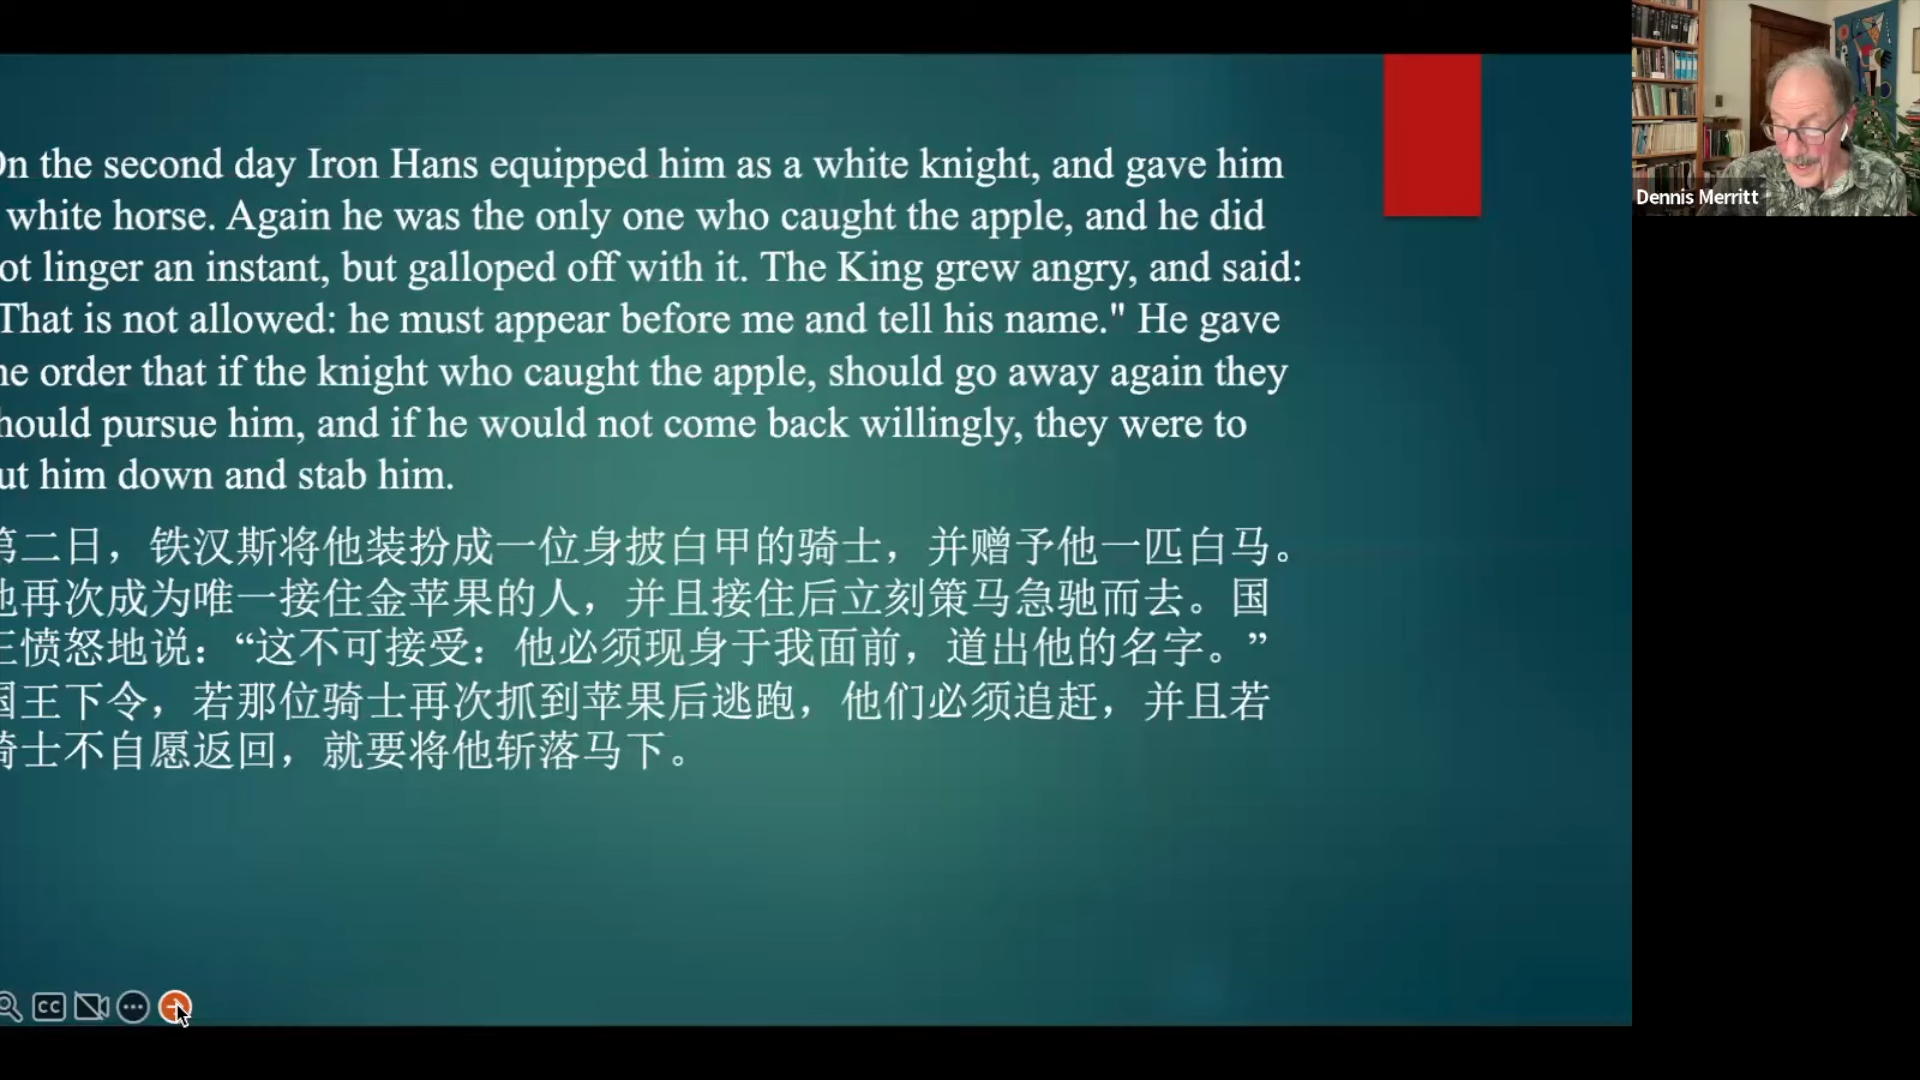 On the second day Iron Hans equipped him as a white knight, and gave him
white horse. Again he was the only one who caught the apple, and he did
ot linger an instant, but galloped off with it. The King grew angry, and said:
That is not allowed: he must appear before me and tell his name." He gave
he order that if the knight who caught the apple, should go away again they
hould pursue him, and if he would not come back willingly, they were to
ut him down and stab him.
第二日，铁汉斯将他装扮成一位身披白甲的骑士，并赠予他一匹白马。
他再次成为唯一接住金苹果的人，并且接住后立刻策马急驰而去。国
王愤怒地说：“这不可接受：他必须现身于我面前，道出他的名字。”
国王下令，若那位骑士再次抓到苹果后逃跑，他们必须追赶，并且若
骑士不自愿返回，就要将他斩落马下。
CC
Dennis Merritt